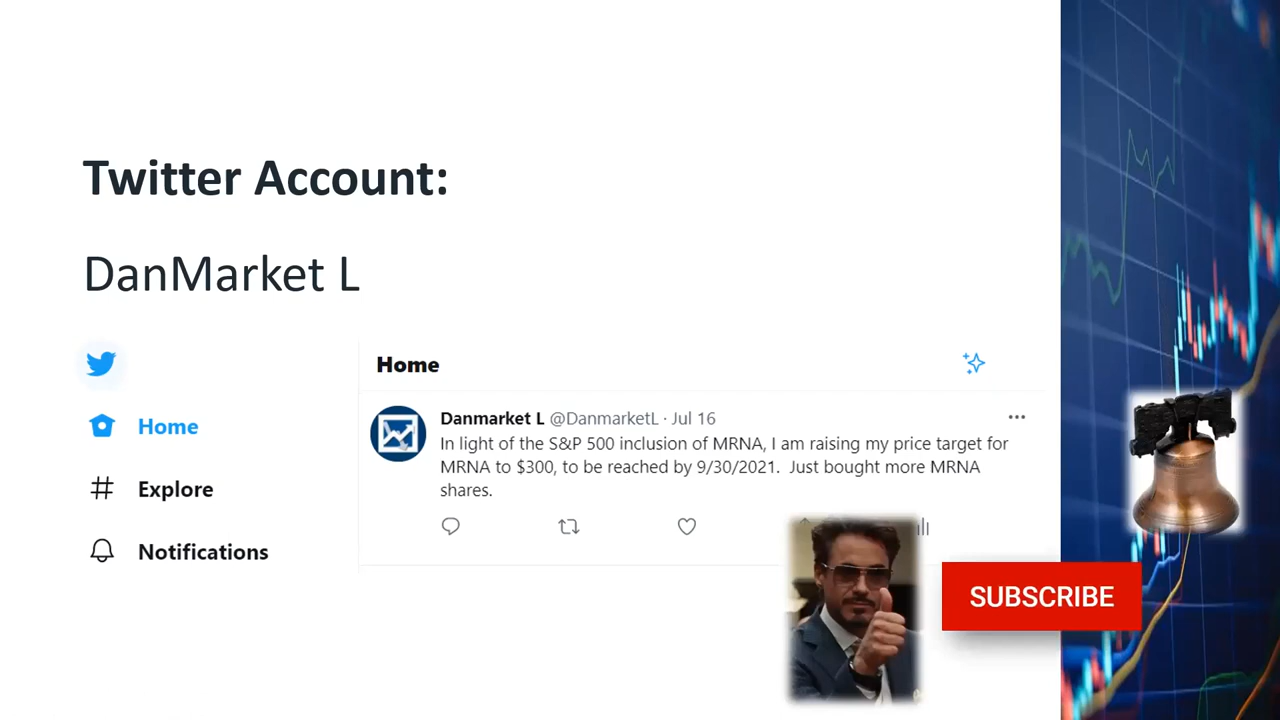 Twitter Account:
DanMarket L
Home
Home
Explore
Notifications
Danmarket L @DanmarketL · Jul 16
In light of the S&P 500 inclusion of MRNA, I am raising my price target for
MRNA to $300, to be reached by 9/30/2021.  Just bought more MRNA
shares.
SUBSCRIBE